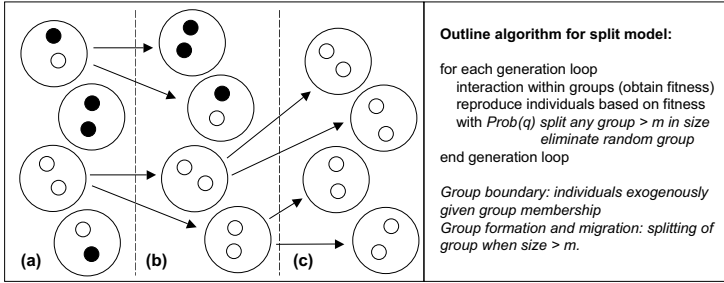 (a)
(b)
(c)
Outline algorithm for split model:
for each generation loop
interaction within groups (obtain fitness)
reproduce individuals based on fitness
with Prob(q) split any group > m in size
eliminate random group
end generation loop
Group boundary: individuals exogenously
given group membership
Group formation and migration: splitting of
group when size > m.